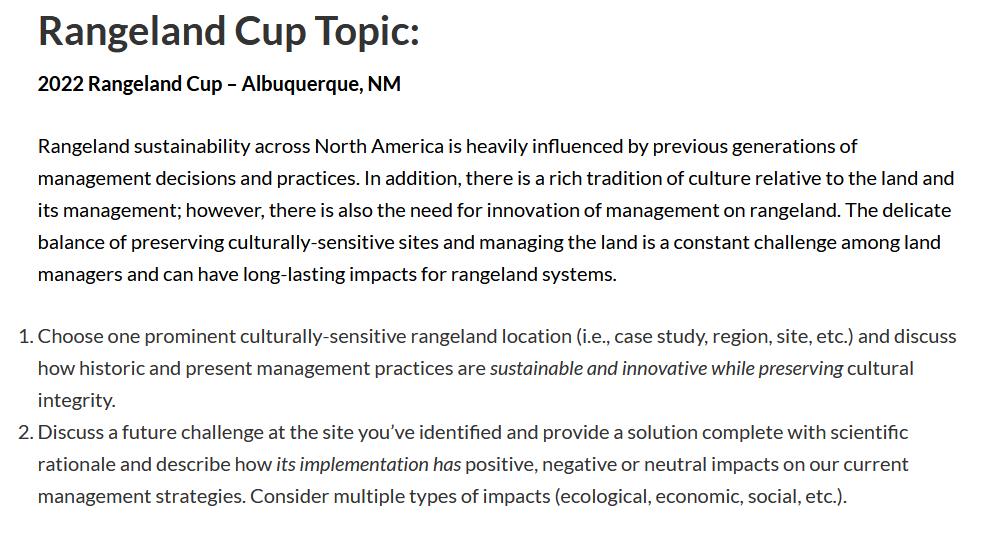 Rangeland Cup Topic:
2022 Rangeland Cup – Albuquerque, NM
Rangeland sustainability across North America is heavily influenced by previous generations of
management decisions and practices. In addition, there is a rich tradition of culture relative to the land and
its management; however, there is also the need for innovation of management on rangeland. The delicate
balance of preserving culturally-sensitive sites and managing the land is a constant challenge among land
managers and can have long-lasting impacts for rangeland systems.
1. Choose one prominent culturally-sensitive rangeland location (i.e., case study, region, site, etc.) and discuss
how historic and present management practices are sustainable and innovative while preserving cultural
integrity.
2. Discuss a future challenge at the site you’ve identified and provide a solution complete with scientific
rationale and describe how its implementation has positive, negative or neutral impacts on our current
management strategies. Consider multiple types of impacts (ecological, economic, social, etc.).